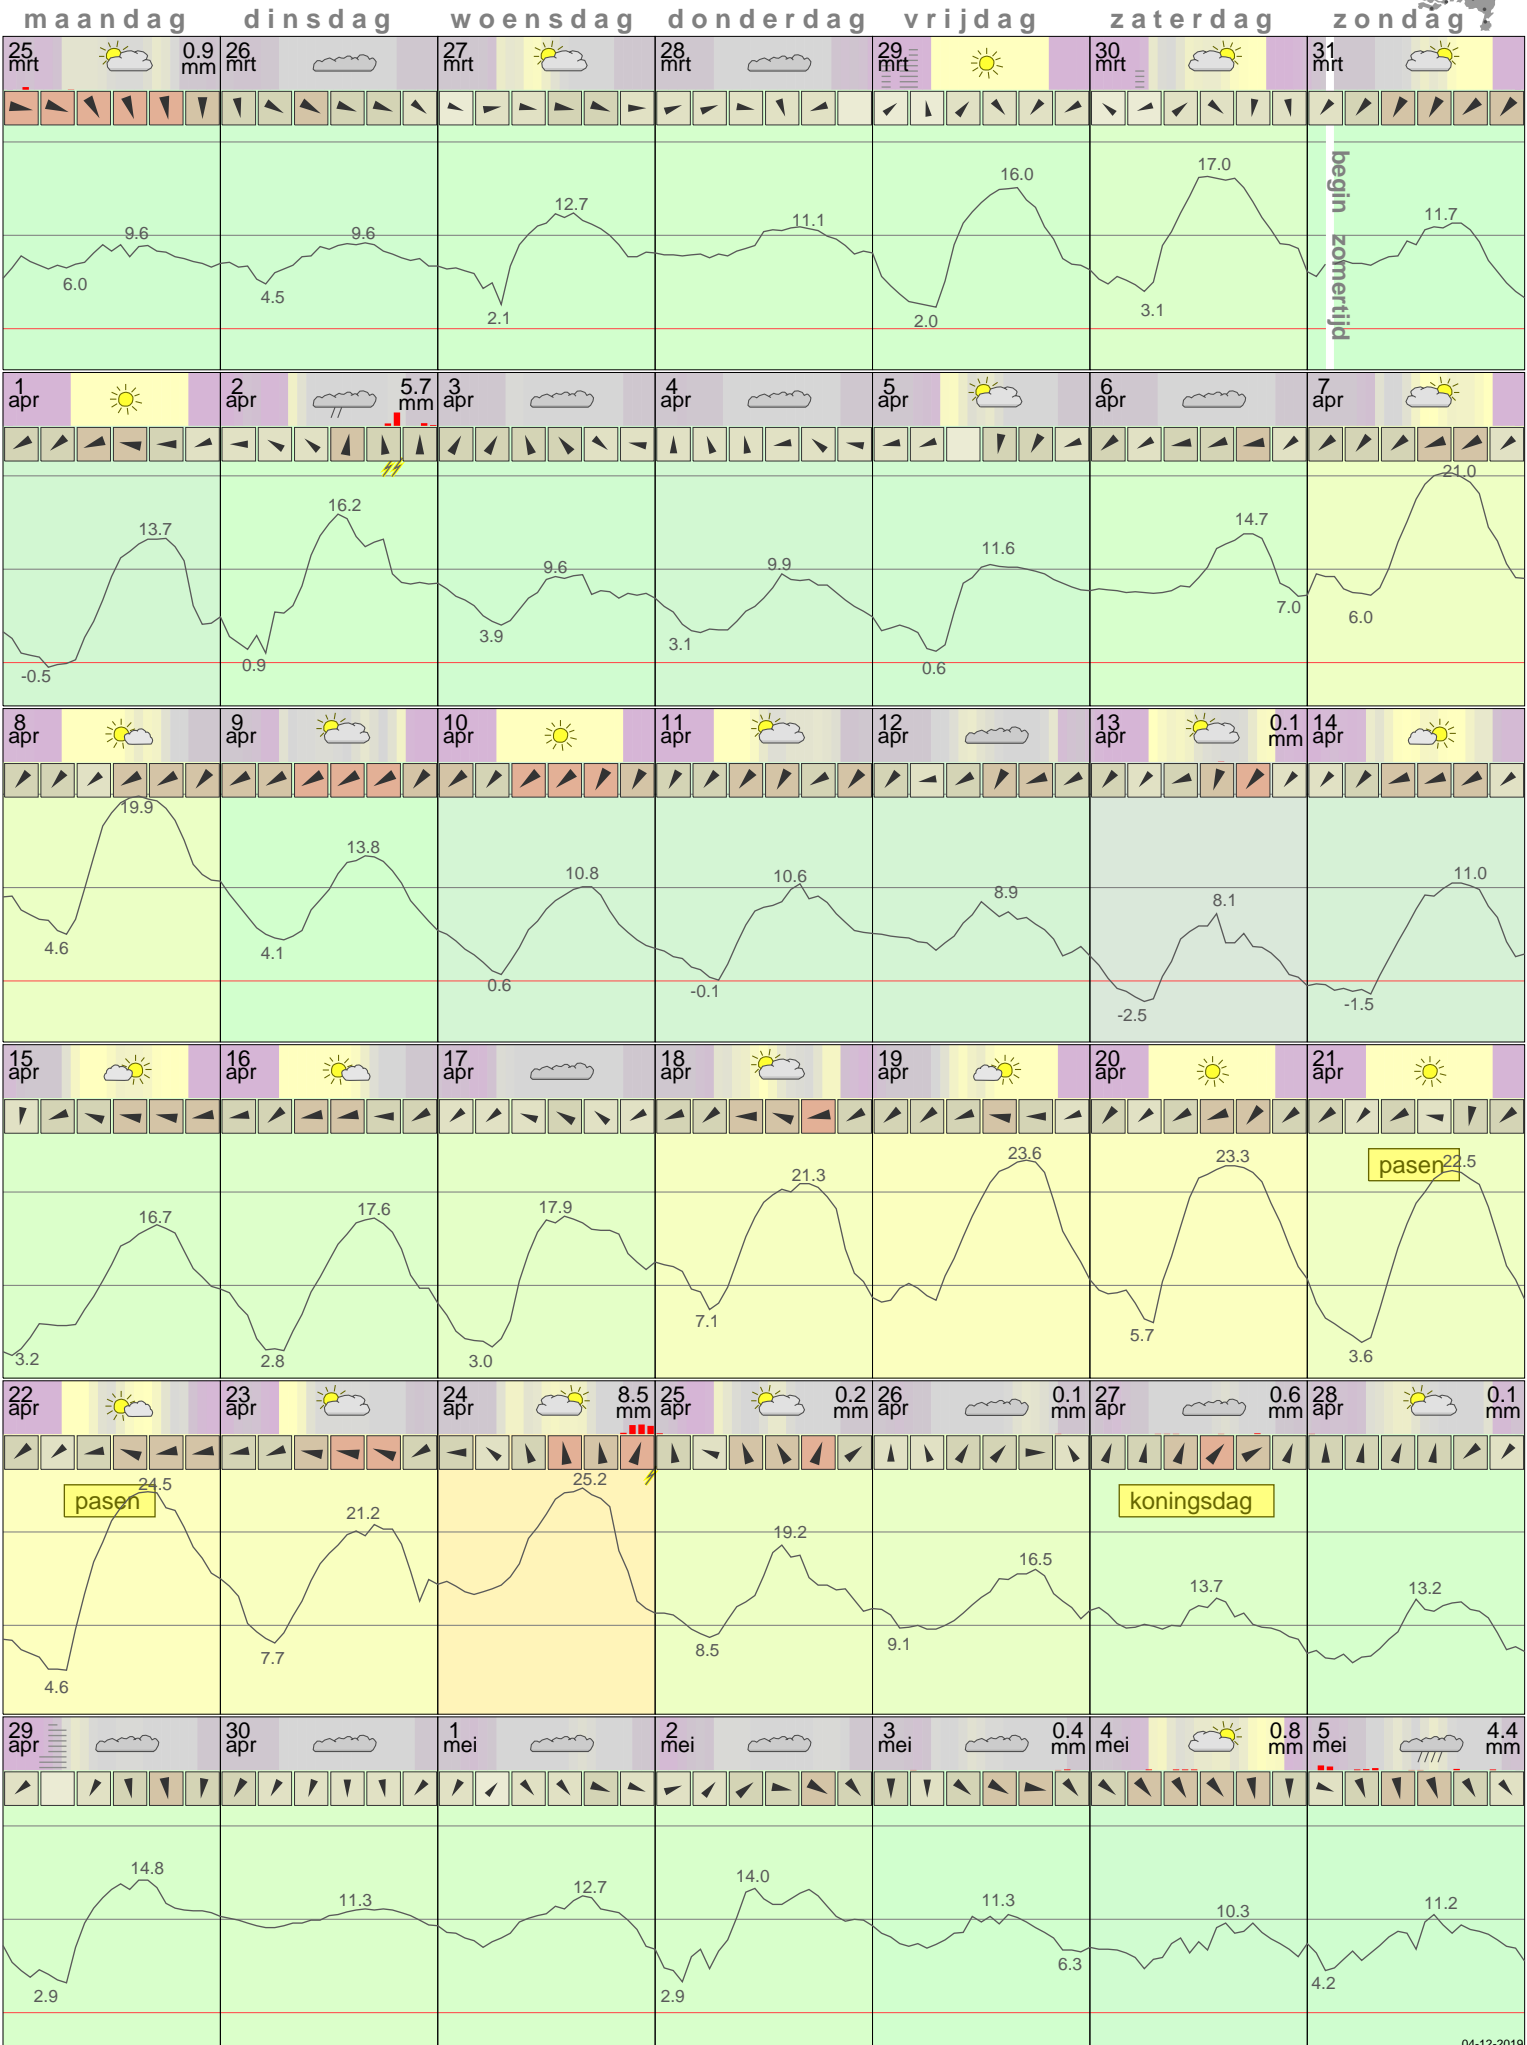 maandag dinsdag woensdag donderdag vrijdag zaterdag zondag
25 mrt 0.9 mm 26 mrt 27 mrt 28 mrt 29 mrt 30 mrt 31 mrt
9.6 6.0 9.6 4.5 12.7 2.1 11.1 16.0 2.0 17.0 3.1 11.7
begin zomertijd
1 apr 2 apr 5.7 mm 3 apr 4 apr 5 apr 6 apr 7 apr
13.7 -0.5 16.2 0.9 9.6 3.9 9.9 3.1 11.6 0.6 14.7 7.0 21.0 6.0
8 apr 9 apr 10 apr 11 apr 12 apr 13 apr 0.1 mm 14 apr
19.9 4.6 13.8 4.1 10.8 0.6 10.6 -0.1 8.9 8.1 -2.5 11.0 -1.5
15 apr 16 apr 17 apr 18 apr 19 apr 20 apr 21 apr
pasen
16.7 3.2 17.6 2.8 17.9 3.0 21.3 7.1 23.6 23.3 5.7 22.5 3.6
22 apr 23 apr 24 apr 8.5 mm 25 apr 0.2 mm 26 apr 0.1 mm 27 apr 0.6 mm 28 apr 0.1 mm
pasen koningsdag
24.5 4.6 21.2 7.7 25.2 19.2 8.5 16.5 9.1 13.7 13.2
29 apr 30 apr 1 mei 2 mei 3 mei 0.4 mm 4 mei 0.8 mm 5 mei 4.4 mm
14.8 2.9 11.3 12.7 14.0 2.9 11.3 6.3 10.3 11.2 4.2
04-12-2019